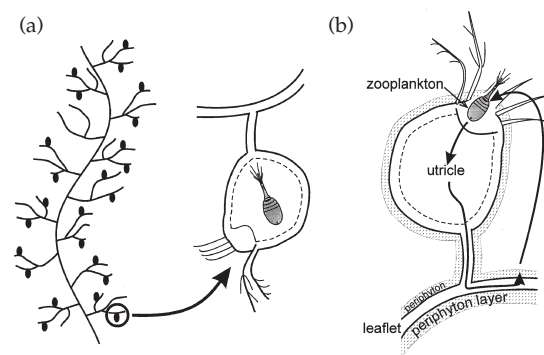 (a)
(b)
zooplankton
utricle
periphyton
leaflet
periphyton layer